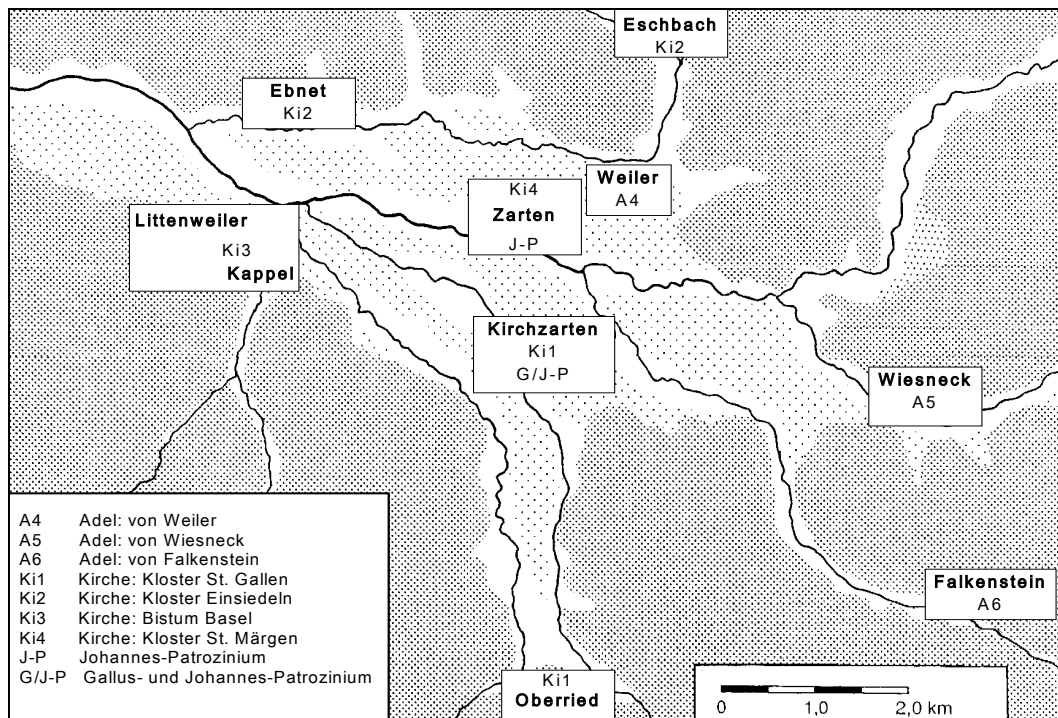 Eschbach
Ki2
Ebnet
Ki2
Weiler
A4
Ki4
Zarten
J-P
Littenweiler
Ki3
Kappel
Kirchzarten
Ki1
G/J-P
Wiesneck
A5
Falkenstein
A6
Ki1
Oberried
A4 Adel: von Weiler
A5 Adel: von Wiesneck
A6 Adel: von Falkenstein
Ki1 Kirche: Kloster St. Gallen
Ki2 Kirche: Kloster Einsiedeln
Ki3 Kirche: Bistum Basel
Ki4 Kirche: Kloster St. Märgen
J-P Johannes-Patrozinium
G/J-P Gallus- und Johannes-Patrozinium
0 1,0 2,0 km